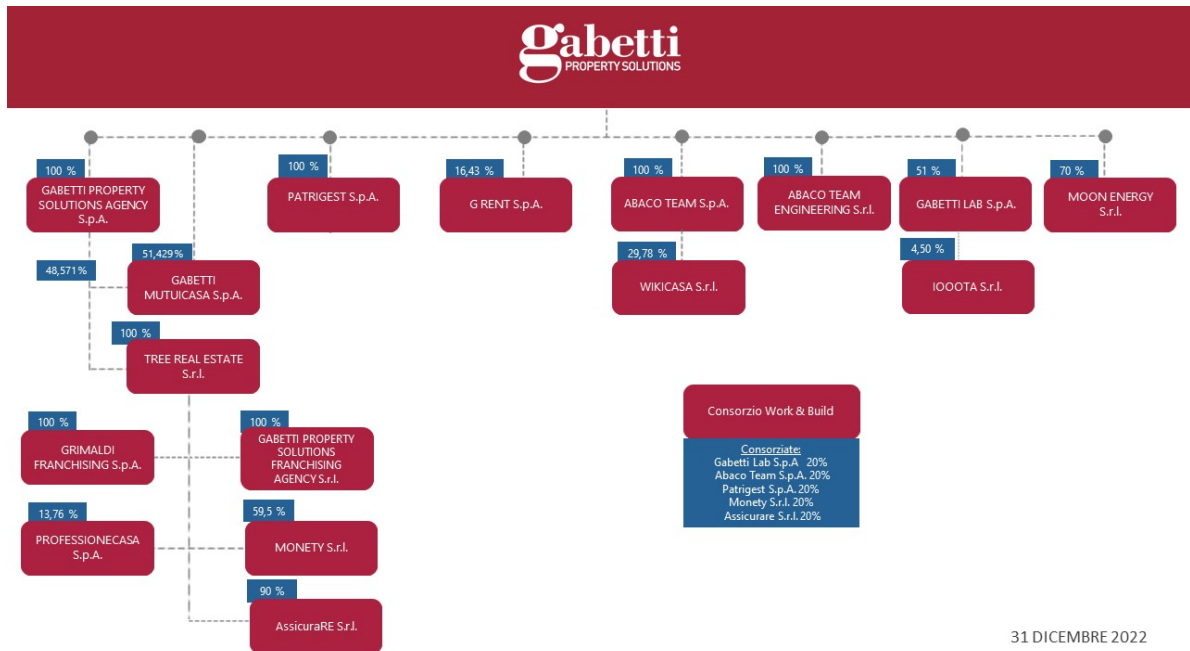 gabetti
PROPERTY SOLUTIONS
100 %
GABETTI PROPERTY
SOLUTIONS AGENCY
S.p.A.
100 %
PATRIGEST S.p.A.
16,43 %
G RENT S.p.A.
100 %
ABACO TEAM S.p.A.
100 %
ABACO TEAM
ENGINEERING S.r.l.
51 %
GABETTI LAB S.p.A.
70 %
MOON ENERGY
S.r.l.
48,571%
51,429%
GABETTI
MUTUICASA S.p.A.
29,78 %
WIKICASA S.r.l.
4,50 %
IOOOTA S.r.l.
100 %
TREE REAL ESTATE
S.r.l.
100 %
GRIMALDI
FRANCHISING S.p.A.
100 %
GABETTI PROPERTY
SOLUTIONS
FRANCHISING
AGENCY S.r.l.
13,76 %
PROFESSIONECASA
S.p.A.
59,5 %
MONETY S.r.l.
90 %
AssicuraRE S.r.l.
Consorzio Work & Build
Consorziate:
Gabetti Lab S.p.A 20%
Abaco Team S.p.A. 20%
Patrigest S.p.A. 20%
Monety S.r.l. 20%
Assicurare S.r.l. 20%
31 DICEMBRE 2022